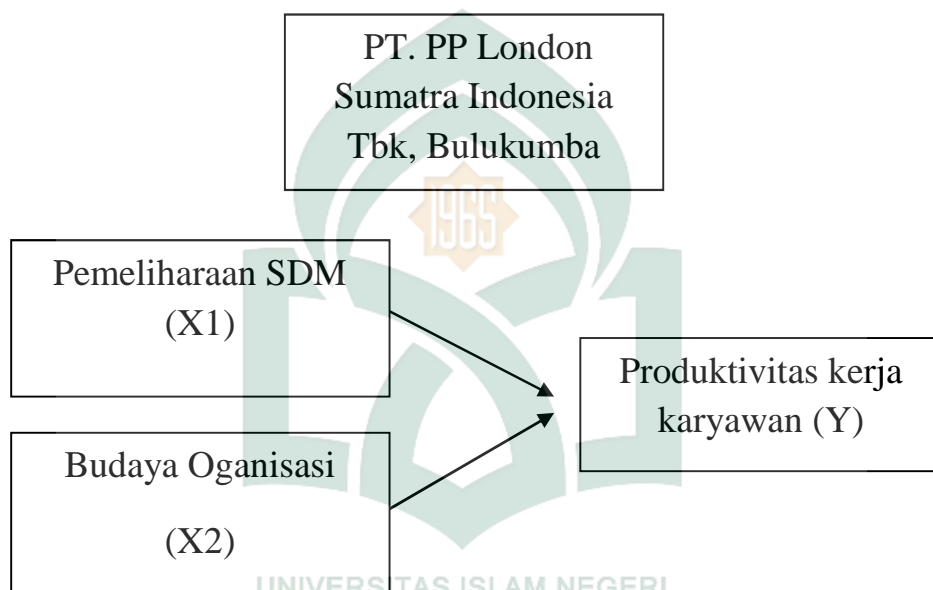 PT. PP London
Sumatra Indonesia
Tbk, Bulukumba
1965
Pemeliharaan SDM
(X1)
Produktivitas kerja
karyawan (Y)
Budaya Oganisasi
(X2)
UNIVERSITAS ISLAM NEGERI